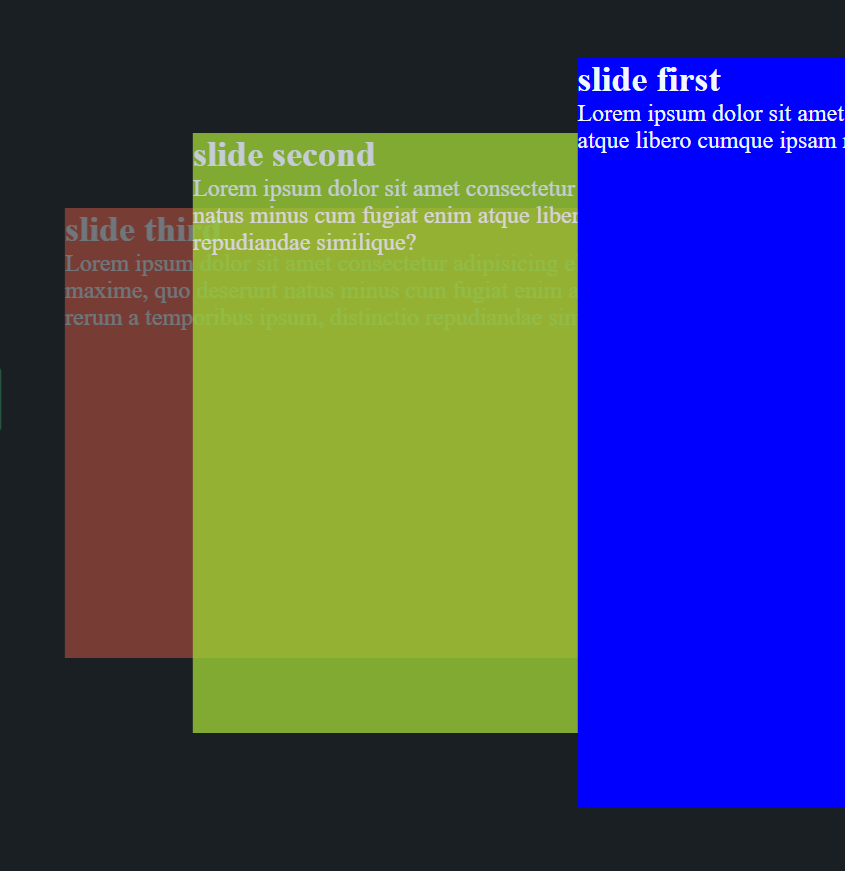 slide first
Lorem ipsum dolor sit amet
atque libero cumque ipsam
slide second
Lorem ipsum dolor sit amet consectetur
natus minus cum fugiat enim atque liber
repudiandae similique?
slide third
Lorem ipsum dolor sit amet consectetur adipisicing e
maxime, quo deserunt natus minus cum fugiat enim a
rerum a temporibus ipsum, distinctio repudiandae sim